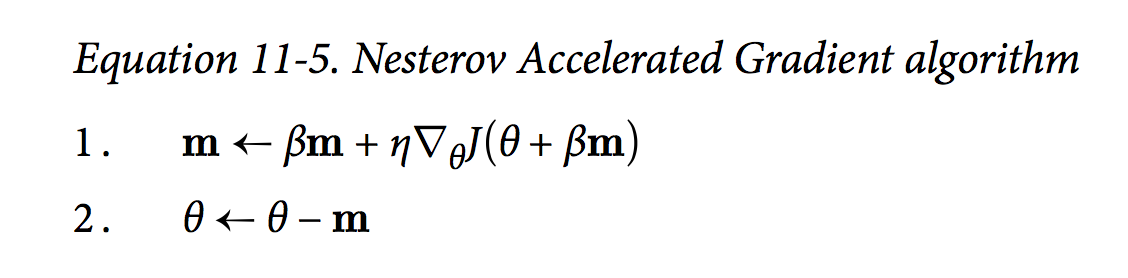 Equation 11-5. Nesterov Accelerated Gradient algorithm
1. m ← βm + η∇θJ(θ + βm)
2. θ ← θ – m